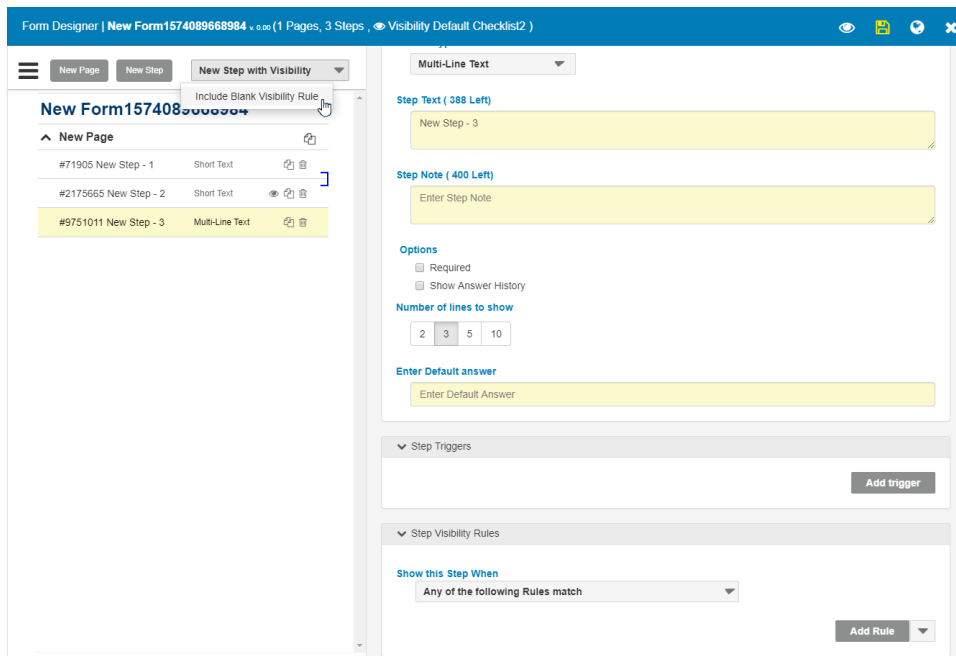 Form Designer | New Form1574089668984 v. 0.00 (1 Pages, 3 Steps , Visibility Default Checklist2 )
New Page New Step New Step with Visibility
Include Blank Visibility Rule
New Form1574089668984
New Page
#71905 New Step - 1 Short Text
#2175665 New Step - 2 Short Text
#9751011 New Step - 3 Multi-Line Text
Multi-Line Text
Step Text ( 388 Left)
New Step - 3
Step Note ( 400 Left)
Enter Step Note
Options
Required
Show Answer History
Number of lines to show
2 3 5 10
Enter Default answer
Enter Default Answer
Step Triggers
Add trigger
Step Visibility Rules
Show this Step When
Any of the following Rules match
Add Rule